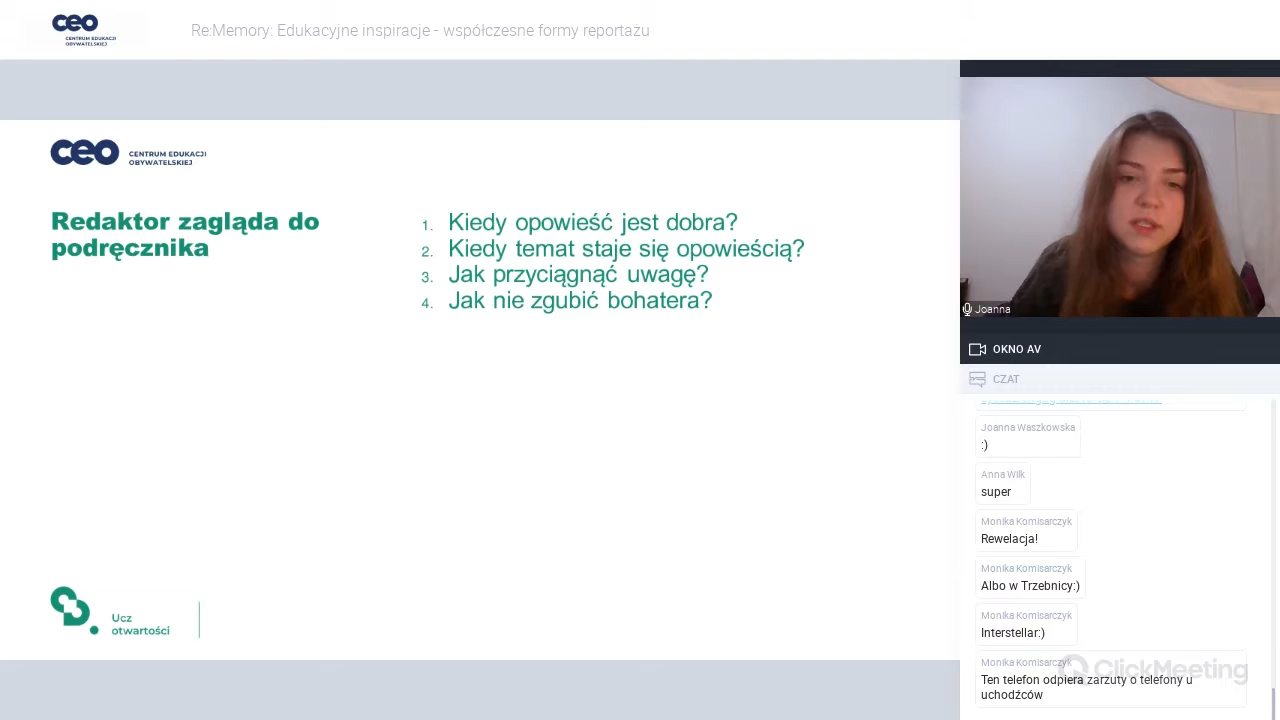 ceo
CENTRUM EDUKACJI
OBYWATELSKIEJ
Re:Memory: Edukacyjne inspiracje - współczesne formy reportażu
ceo
CENTRUM EDUKACJI
OBYWATELSKIEJ
Redaktor zagląda do
podręcznika
1. Kiedy opowieść jest dobra?
2. Kiedy temat staje się opowieścią?
3. Jak przyciągnąć uwagę?
4. Jak nie zgubić bohatera?
Ucz
otwartości
Joanna
OKNO AV
CZAT
Joanna Waszkowska
:)
Anna Wilk
super
Monika Komisarczyk
Rewelacja!
Monika Komisarczyk
Albo w Trzebnicy:)
Monika Komisarczyk
Interstellar:)
Monika Komisarczyk
ClickMeeting
Ten telefon odpiera zarzuty o telefony u
uchodźców